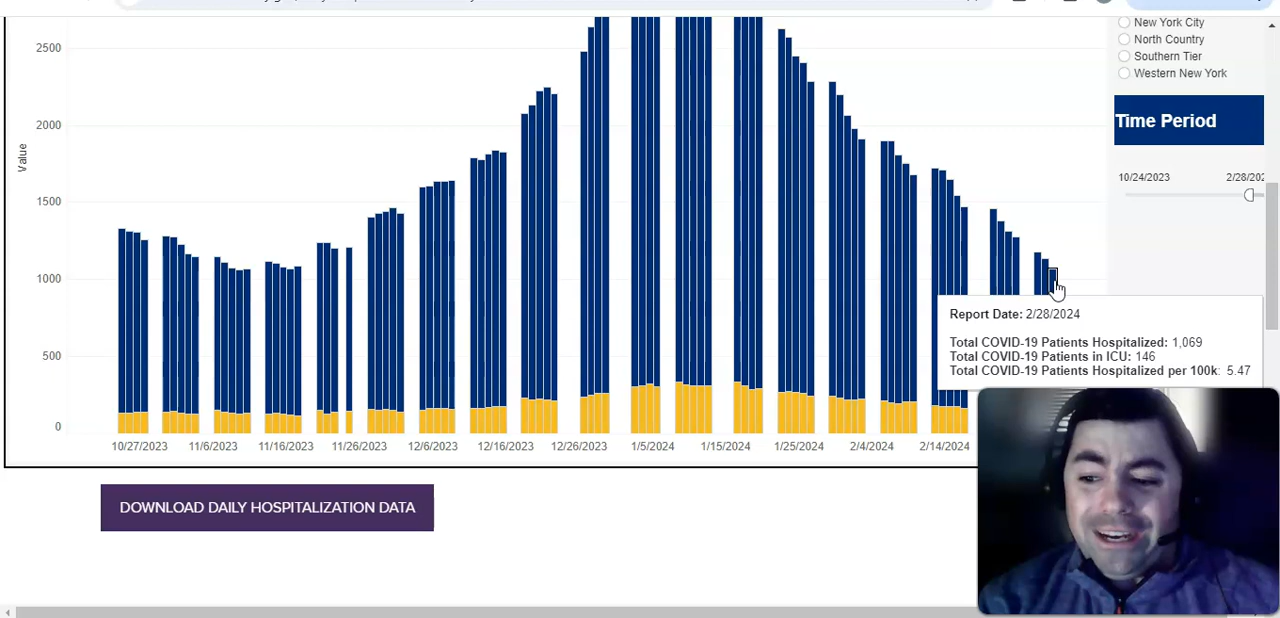 New York City
North Country
Southern Tier
Western New York
Time Period
10/24/2023
2/28/202
2500
2000
1500
1000
500
0
Value
Report Date: 2/28/2024
Total COVID-19 Patients Hospitalized: 1,069
Total COVID-19 Patients in ICU: 146
Total COVID-19 Patients Hospitalized per 100k: 5.47
10/27/2023 11/6/2023 11/16/2023 11/26/2023 12/6/2023 12/16/2023 12/26/2023 1/5/2024 1/15/2024 1/25/2024 2/4/2024 2/14/2024
DOWNLOAD DAILY HOSPITALIZATION DATA